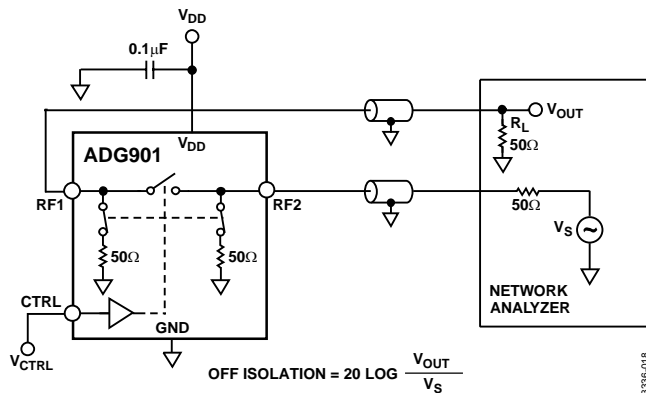 VDD
0.1μF
VOUT
RL
50Ω
VDD
ADG901
RF1
RF2
50Ω
VS
50Ω
50Ω
CTRL
NETWORK
ANALYZER
GND
VCTRL
OFF ISOLATION = 20 LOG VOUT
VS